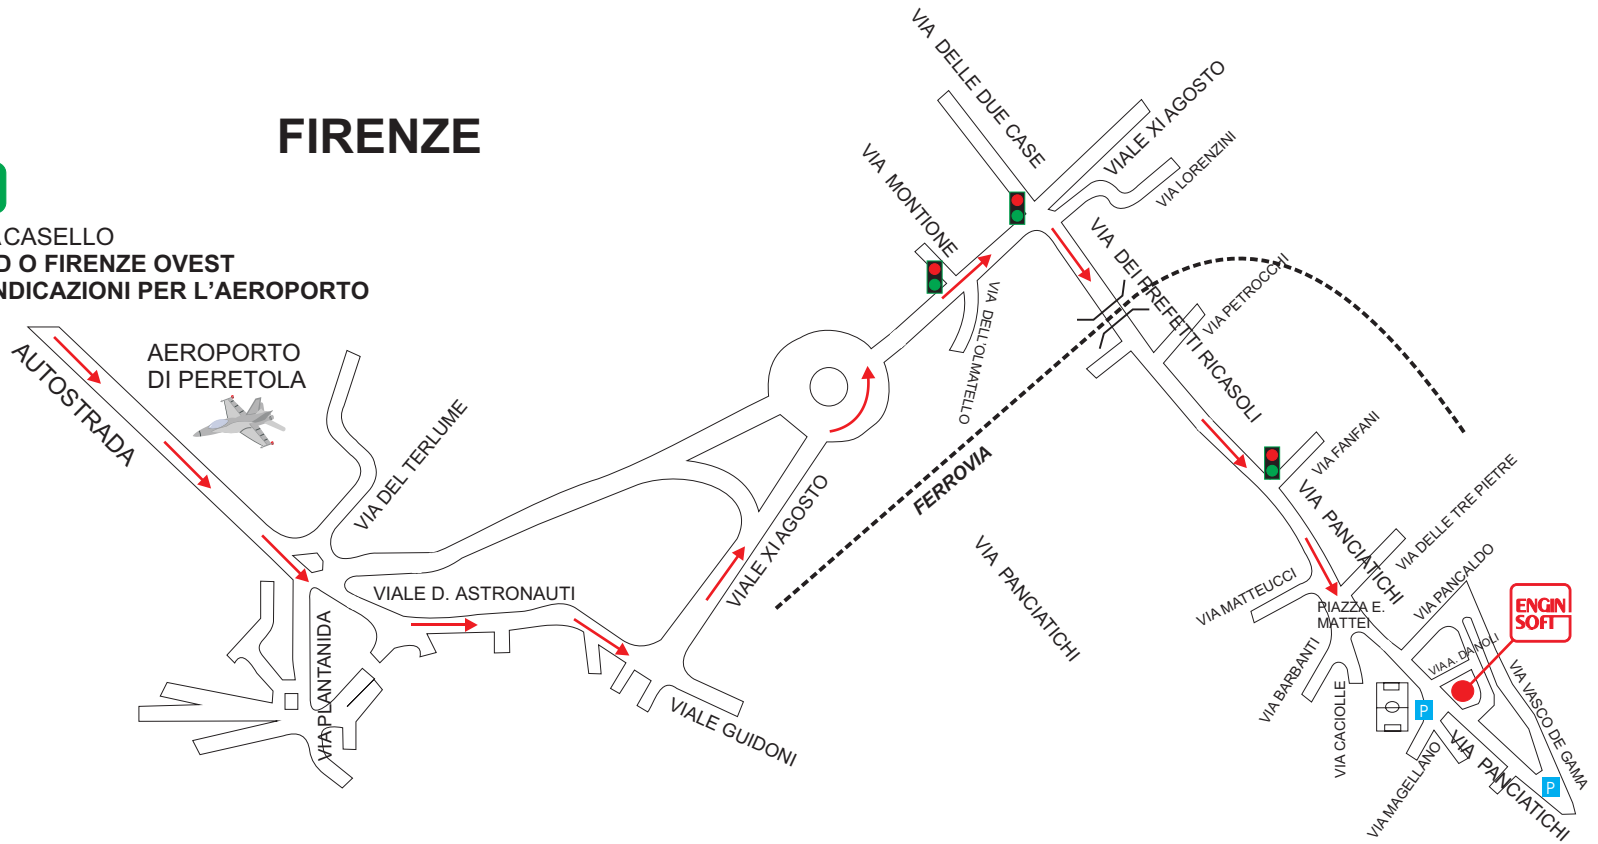 FIRENZE
CASELLO
O FIRENZE OVEST
INDICAZIONI PER L'AEROPORTO
AEROPORTO
DI PERETOLA
AUTOSTRADA
VIA DEL TERLUME
VIALE D. ASTRONAUTI
VIA PLANTANIDA
VIALE GUIDONI
VIALE XI AGOSTO
VIA MONTIONE
VIA DELLE DUE CASE
VIALE XI AGOSTO
VIA LORENZINI
VIA DELL'OLMATELLO
VIA DEI PREFETTI RICASOLI
VIA PETROCCHI
FERROVIA
VIA PANCIATICHI
VIA FANFANI
VIA PANCIATICHI
VIA DELLE TRE PIETRE
VIA MATTEUCCI
PIAZZA E.
MATTEI
VIA PANCALDO
VIA A. DA NOLI
ENGIN
SOFT
VIA BARBANTI
VIA CACIOLLE
VIA VASCO DE GAMA
P
VIA MAGELLANO
VIA PANCIATICHI
P